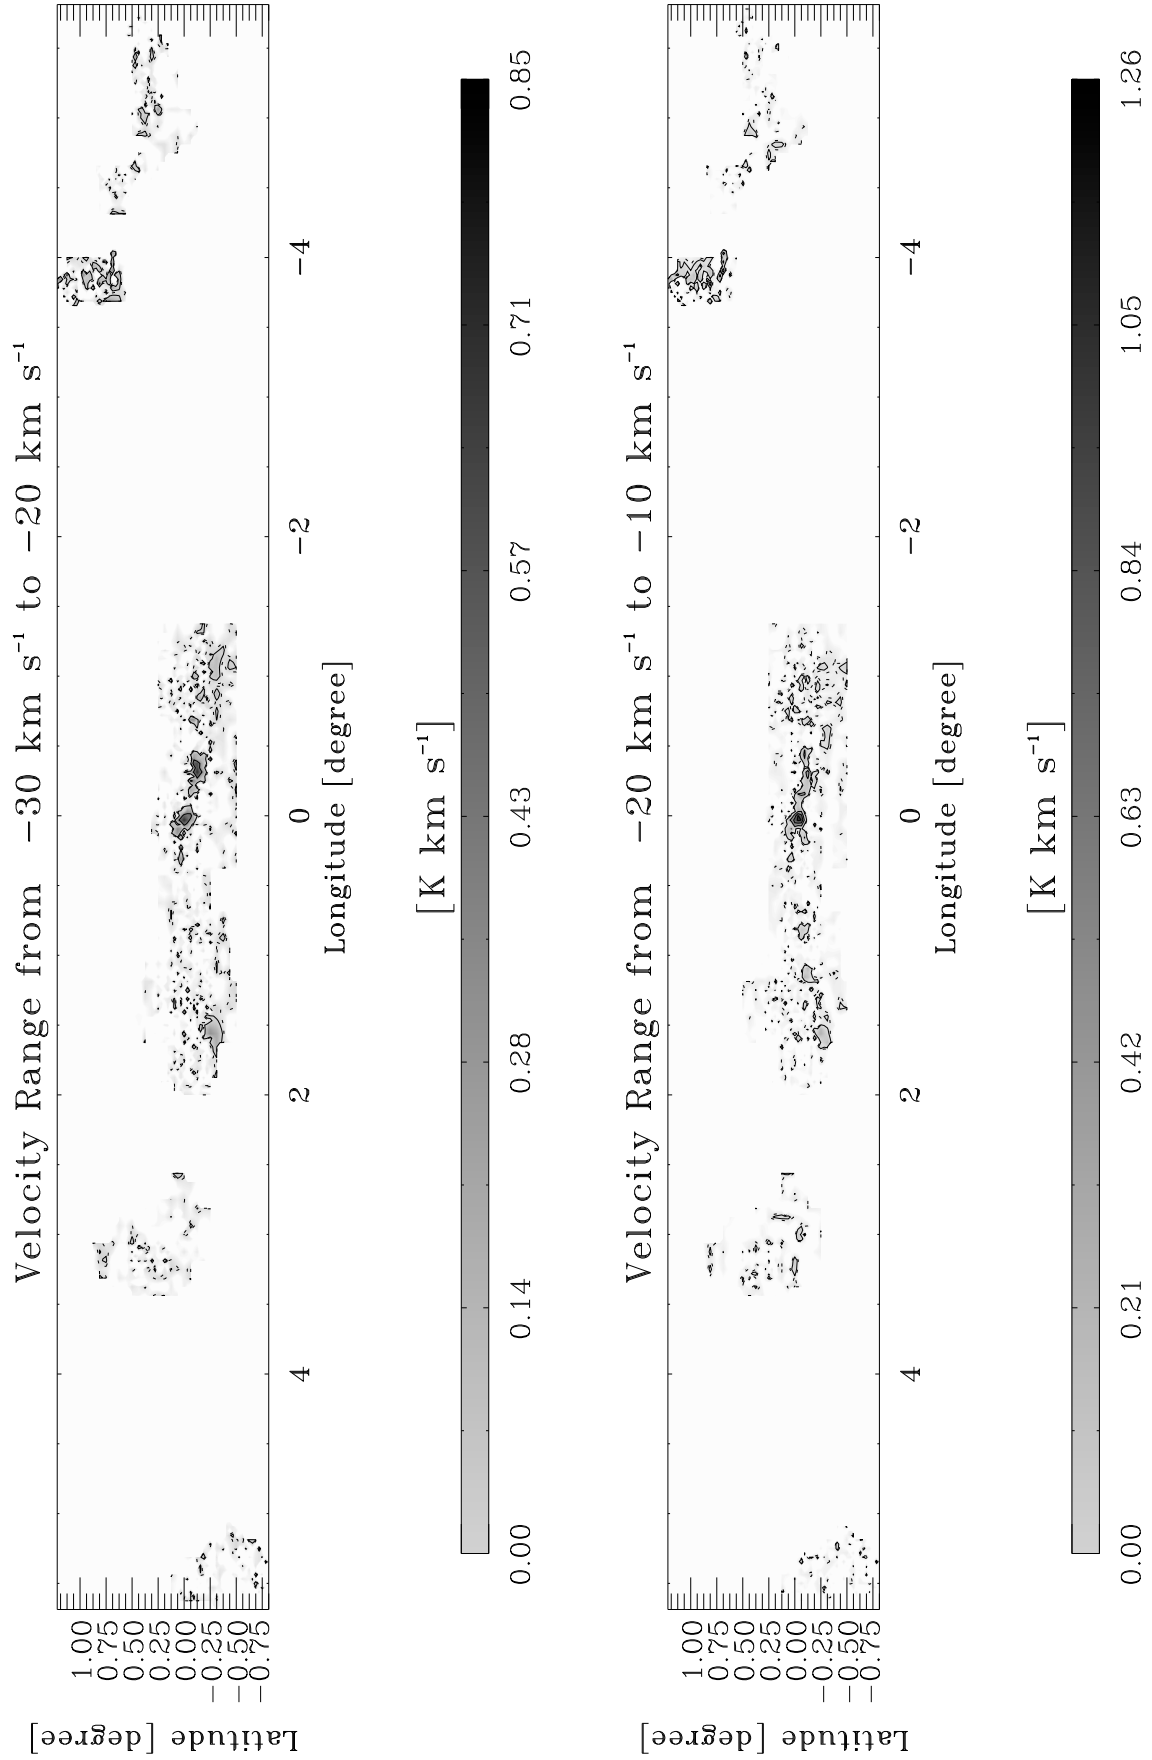 Velocity Range from −30 km s⁻¹ to −20 km s⁻¹
Latitude [degree]
1.00
0.75
0.50
0.25
0.00
−0.25
−0.50
−0.75
4 2 0 −2 −4
Longitude [degree]
[K km s⁻¹]
0.00 0.14 0.28 0.43 0.57 0.71 0.85
Velocity Range from −20 km s⁻¹ to −10 km s⁻¹
Latitude [degree]
1.00
0.75
0.50
0.25
0.00
−0.25
−0.50
−0.75
4 2 0 −2 −4
Longitude [degree]
[K km s⁻¹]
0.00 0.21 0.42 0.63 0.84 1.05 1.26